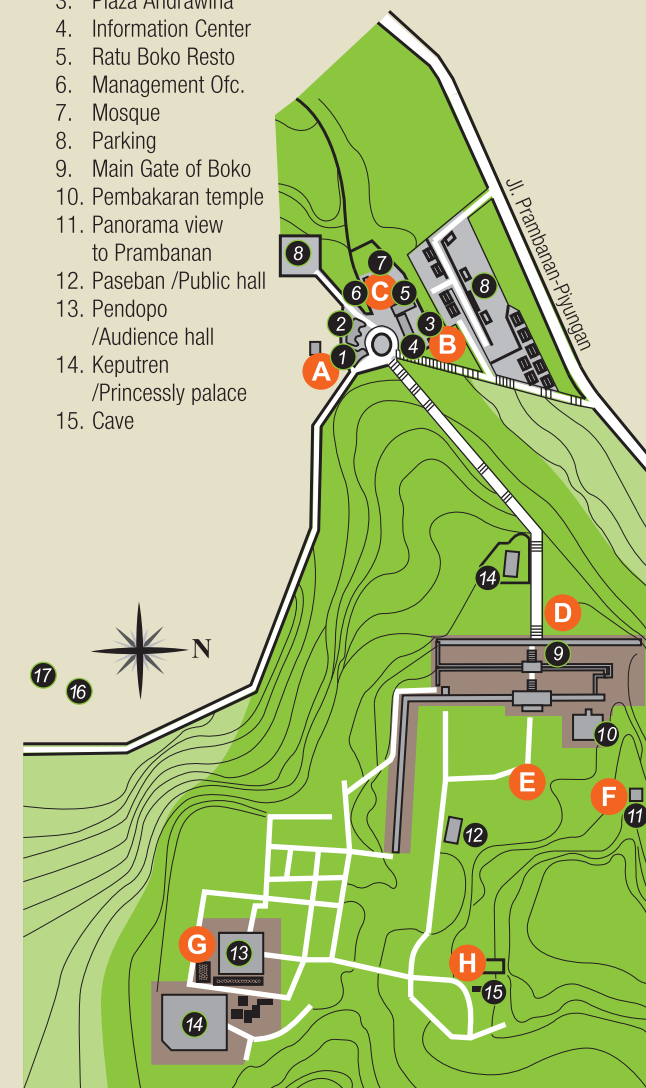 3. Plaza Andrawina
4. Information Center
5. Ratu Boko Resto
6. Management Ofc.
7. Mosque
8. Parking
9. Main Gate of Boko
10. Pembakaran temple
11. Panorama view
to Prambanan
12. Paseban /Public hall
13. Pendopo
/Audience hall
14. Keputren
/Princessly palace
15. Cave
Jl. Prambanan-Piyungan
8
7
8
6
C
5
2
3
4
B
1
A
14
D
9
N
17
16
10
E
F
11
12
G
13
H
15
14